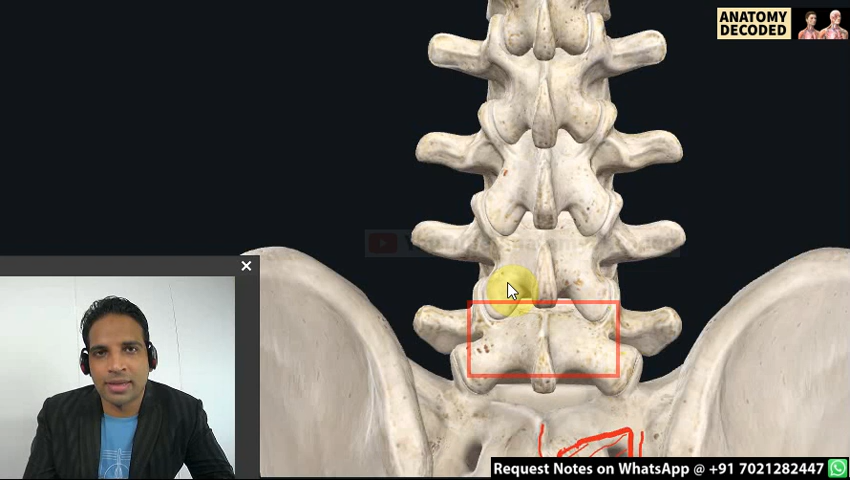 ANATOMY
DECODED
Request Notes on WhatsApp @ +91 7021282447